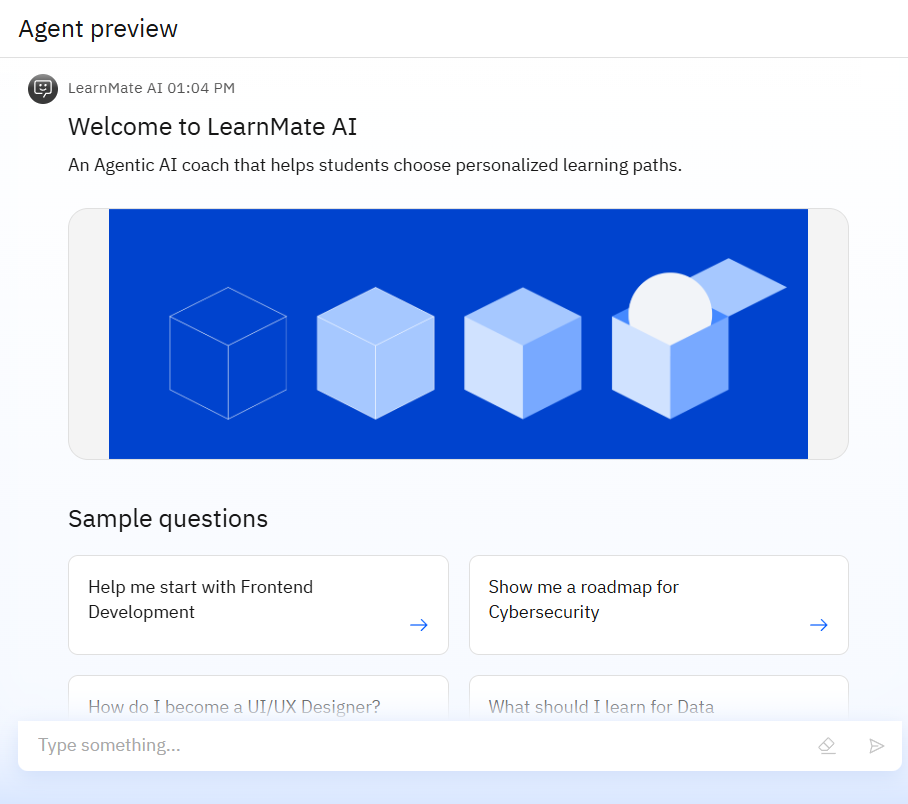 Agent preview
LearnMate AI 01:04 PM
Welcome to LearnMate AI
An Agentic AI coach that helps students choose personalized learning paths.
Sample questions
Help me start with Frontend
Development
Show me a roadmap for
Cybersecurity
How do I become a UI/UX Designer?
What should I learn for Data
Type something...